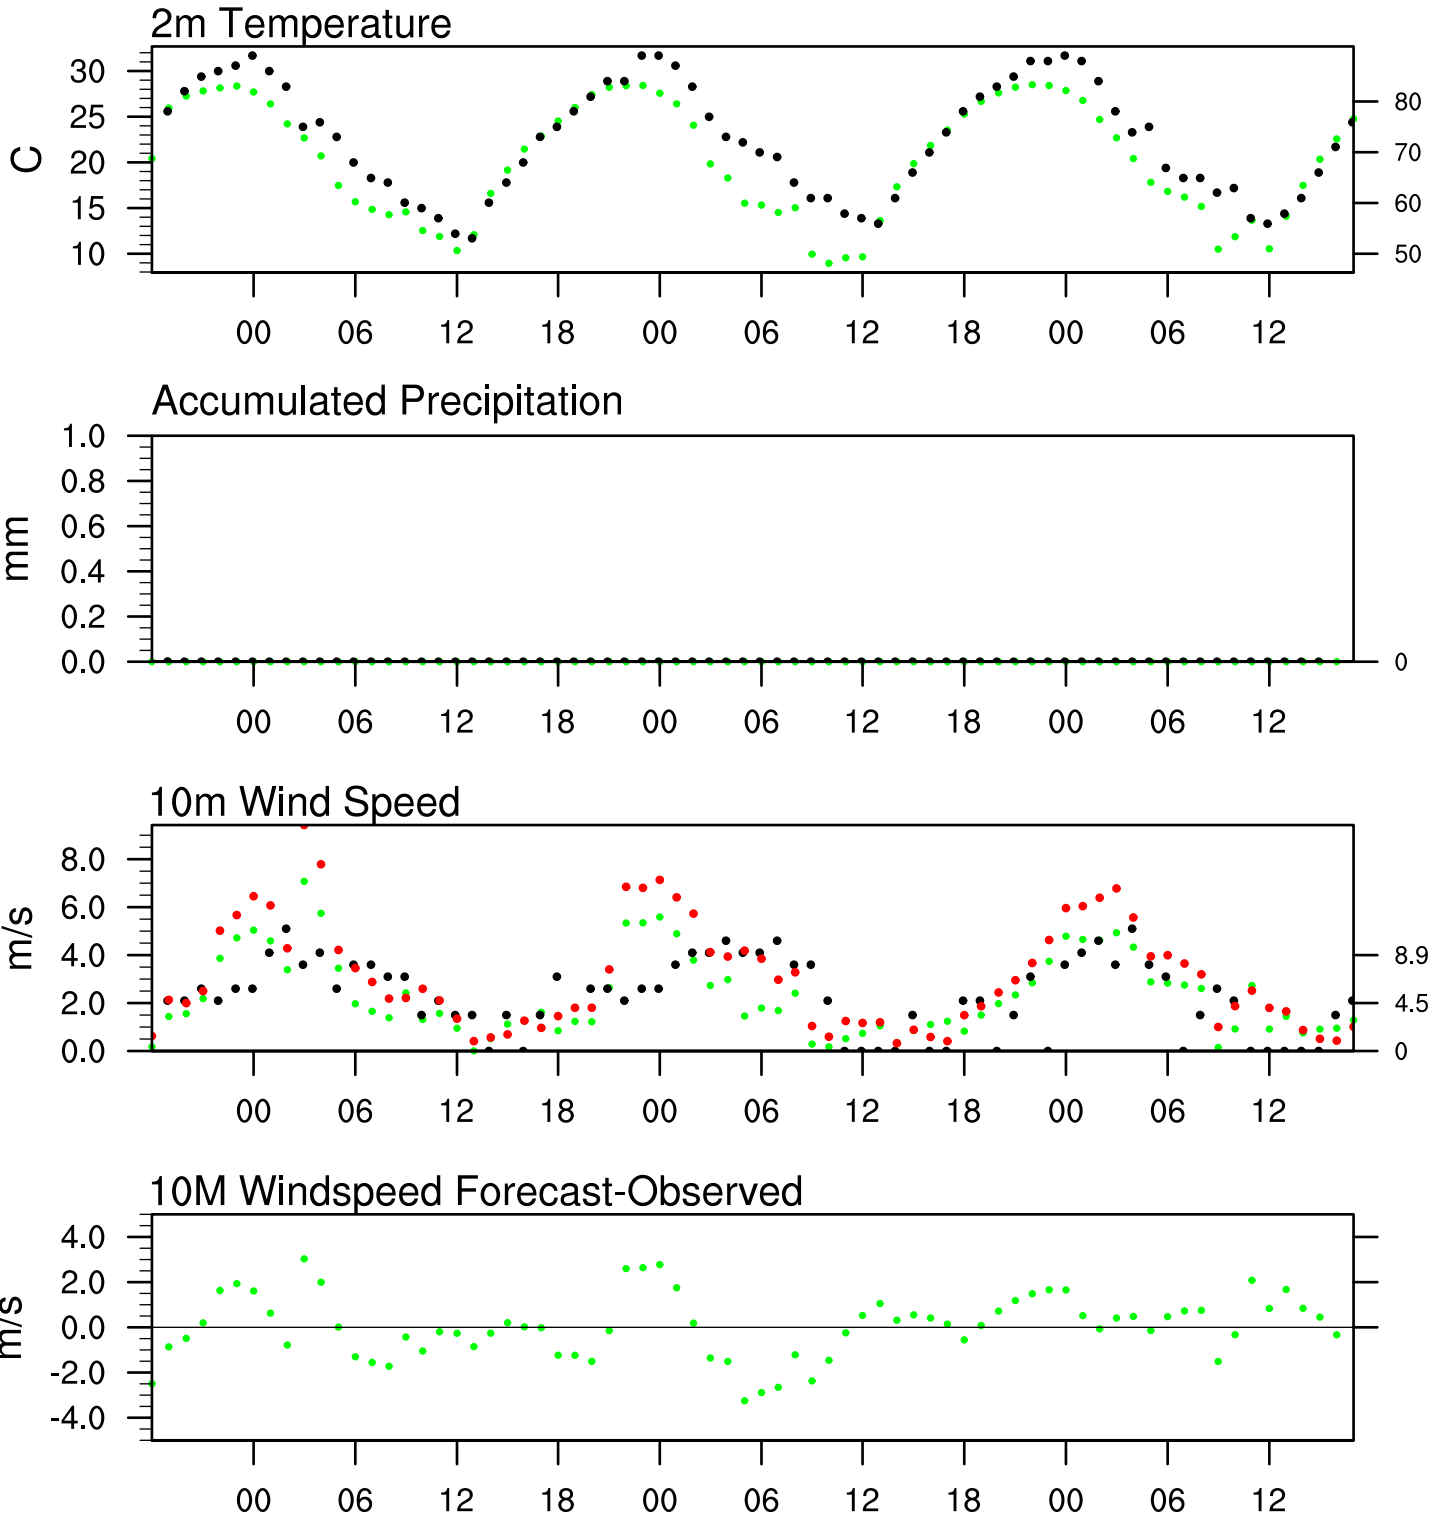 2m Temperature
30
25
20
15
10
C
80
70
60
50
00 06 12 18 00 06 12 18 00 06 12
Accumulated Precipitation
1.0
0.8
0.6
0.4
0.2
0.0
mm
0
00 06 12 18 00 06 12 18 00 06 12
10m Wind Speed
8.0
6.0
4.0
2.0
0.0
m/s
8.9
4.5
0
00 06 12 18 00 06 12 18 00 06 12
10M Windspeed Forecast-Observed
4.0
2.0
0.0
-2.0
-4.0
m/s
00 06 12 18 00 06 12 18 00 06 12